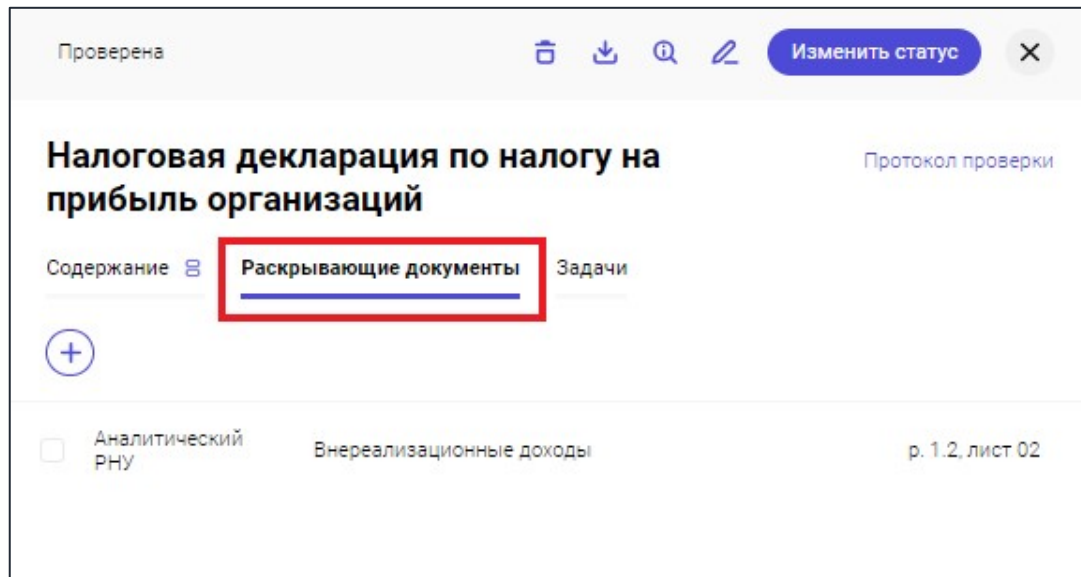 Проверена
Изменить статус
Налоговая декларация по налогу на
прибыль организаций
Протокол проверки
Содержание
Раскрывающие документы
Задачи
Аналитический
РНУ
Внереализационные доходы
р. 1.2, лист 02